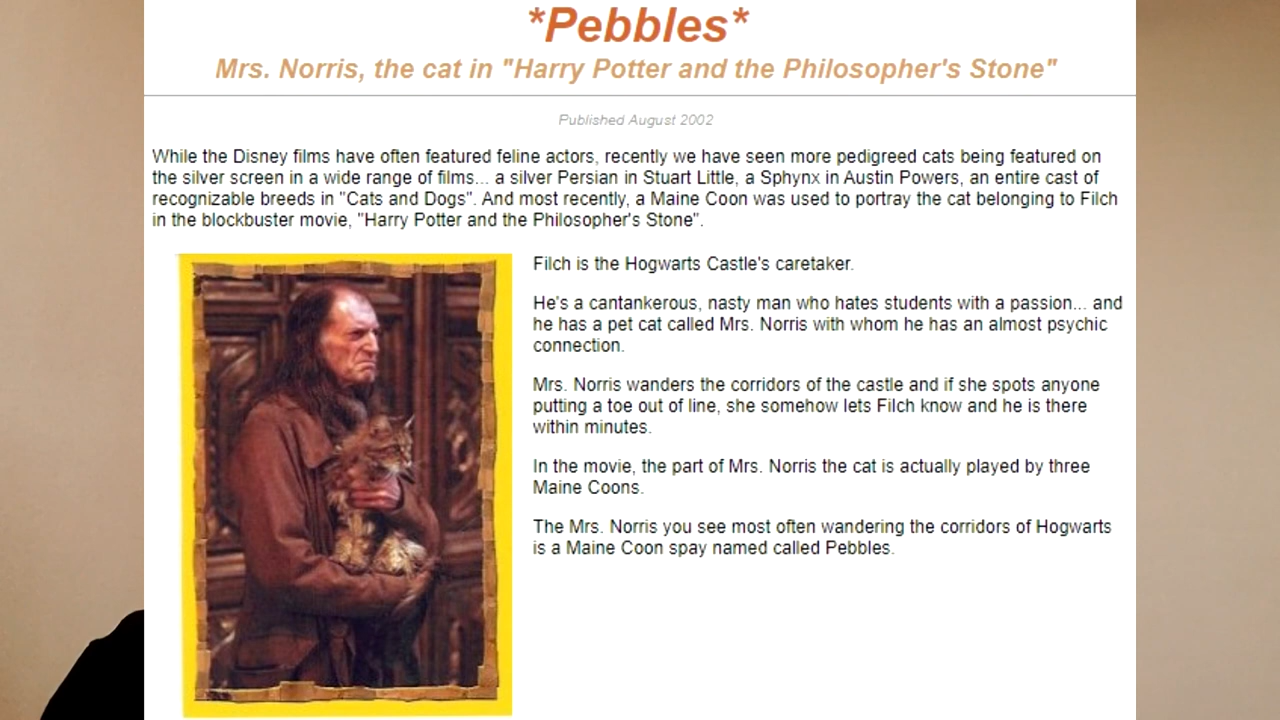 *Pebbles*
Mrs. Norris, the cat in "Harry Potter and the Philosopher's Stone"
Published August 2002
While the Disney films have often featured feline actors, recently we have seen more pedigreed cats being featured on
the silver screen in a wide range of films... a silver Persian in Stuart Little, a Sphynx in Austin Powers, an entire cast of
recognizable breeds in "Cats and Dogs". And most recently, a Maine Coon was used to portray the cat belonging to Filch
in the blockbuster movie, "Harry Potter and the Philosopher's Stone".
Filch is the Hogwarts Castle's caretaker.
He's a cantankerous, nasty man who hates students with a passion... and
he has a pet cat called Mrs. Norris with whom he has an almost psychic
connection.
Mrs. Norris wanders the corridors of the castle and if she spots anyone
putting a toe out of line, she somehow lets Filch know and he is there
within minutes.
In the movie, the part of Mrs. Norris the cat is actually played by three
Maine Coons.
The Mrs. Norris you see most often wandering the corridors of Hogwarts
is a Maine Coon spay named called Pebbles.